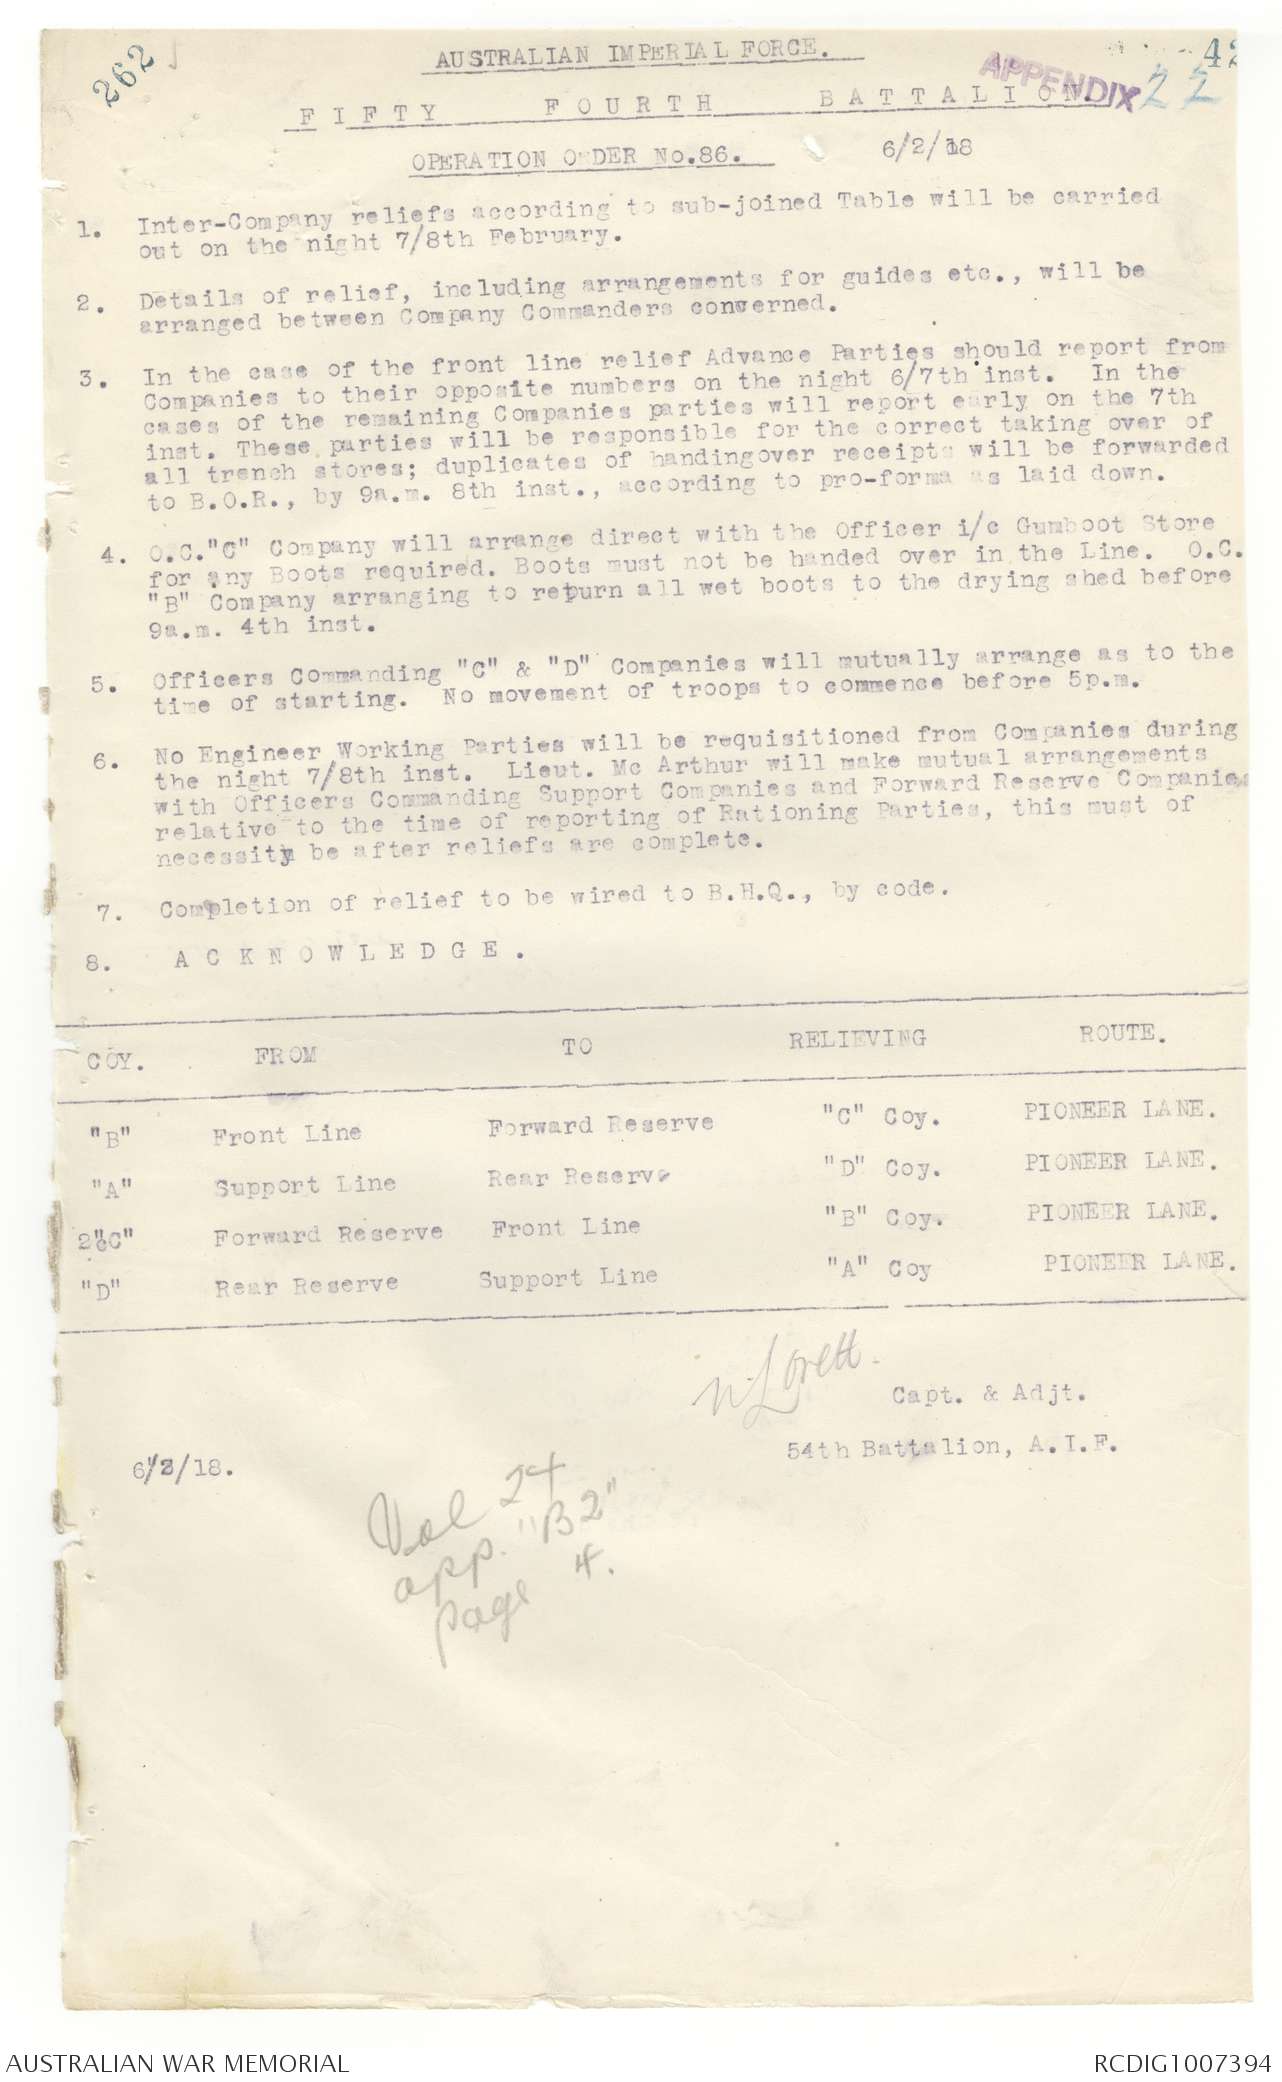 262
AUSTRALIAN IMPERIAL FORCE.
42
APPENDIX 22
FIFTY FOURTH BATTALION.
OPERATION ORDER No.86. 6/2/18
1. Inter-Company reliefs according to sub-joined Table will be carried
out on the night 7/8th February.
2. Details of relief, including arrangements for guides etc., will be
arranged between Company Commanders converned.
3. In the case of the front line relief Advance Parties should report from
Companies to their opposite numbers on the night 6/7th inst. In the
cases of the remaining Companies parties will report early on the 7th
inst. These parties will be responsible for the correct taking over of
all trench stores; duplicates of handingover receipts will be forwarded
to B.O.R., by 9a.m. 8th inst., according to pro-forma as laid down.
4. O.C."C" Company will arrange direct with the Officer i/c Gumboot Store
for any Boots required. Boots must not be handed over in the Line. O.C.
"B" Company arranging to return all wet boots to the drying shed before
9a.m. 4th inst.
5. Officers Commanding "C" & "D" Companies will mutually arrange as to the
time of starting. No movement of troops to commence before 5p.m.
6. No Engineer Working Parties will be requisitioned from Companies during
the night 7/8th inst. Lieut. Mc Arthur will make mutual arrangements
with Officers Commanding Support Companies and Forward Reserve Companies
relative to the time of reporting of Rationing Parties, this must of
necessity be after reliefs are complete.
7. Completion of relief to be wired to B.H.Q., by code.
8. ACKNOWLEDGE.
COY. FROM TO RELIEVING ROUTE.
"B" Front Line Forward Reserve "C" Coy. PIONEER LANE.
"A" Support Line Rear Reserve "D" Coy. PIONEER LANE.
"C" Forward Reserve Front Line "B" Coy. PIONEER LANE.
"D" Rear Reserve Support Line "A" Coy PIONEER LANE.
N. Lovett.
Capt. & Adjt.
54th Battalion, A.I.F.
6/2/18.
Vol 24
app. "B2"
page 4.
AUSTRALIAN WAR MEMORIAL RCDIG1007394